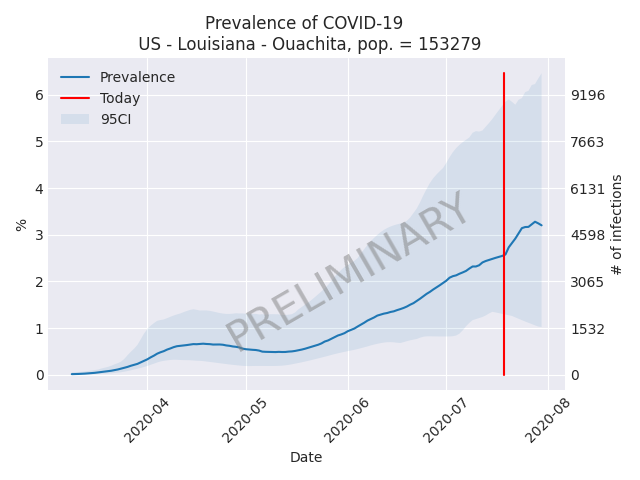 Prevalence of COVID-19
US - Louisiana - Ouachita, pop. = 153279
Prevalence
Today
95CI
6
5
4
3
2
1
0
%
9196
7663
6131
4598
3065
1532
0
# of infections
PRELIMINARY
2020-04
2020-05
2020-06
2020-07
2020-08
Date